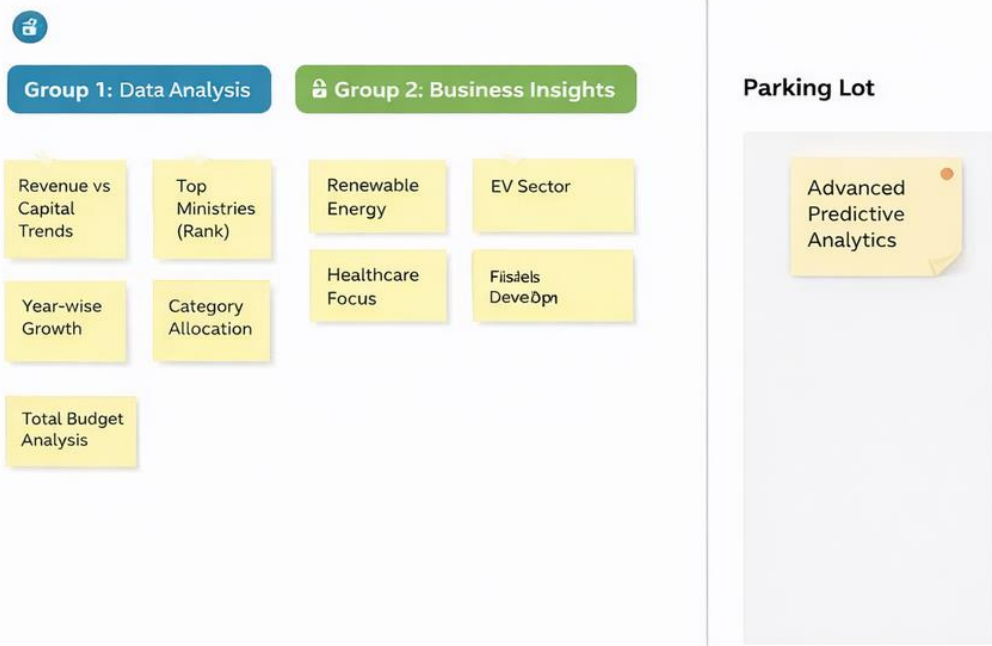 Group 1: Data Analysis
Group 2: Business Insights
Revenue vs
Capital
Trends
Top
Ministries
(Rank)
Year-wise
Growth
Category
Allocation
Total Budget
Analysis
Renewable
Energy
EV Sector
Healthcare
Focus
Parking Lot
Advanced
Predictive
Analytics